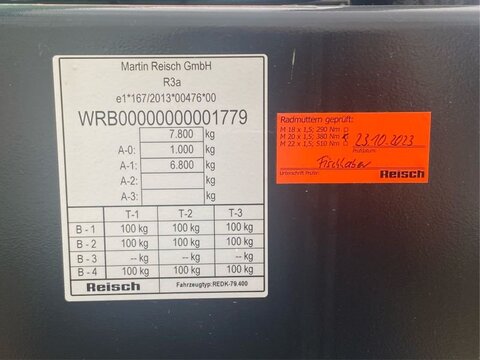 Martin Reisch GmbH
R3a
e1*167/2013*00476*00
WRB00000000001779
7.800 kg
A-0: 1.000 kg
A-1: 6.800 kg
A-2: kg
A-3: kg
T-1 T-2 T-3
B - 1 100 kg 100 kg 100 kg
B - 2 100 kg 100 kg 100 kg
B - 3 -- kg -- kg -- kg
B - 4 100 kg 100 kg 100 kg
Reisch Fahrzeugtyp: REDK-79.400
Radmuttern geprüft:
M 18 x 1,5; 290 Nm
M 20 x 1,5; 380 Nm
M 22 x 1,5; 510 Nm
23.10.2023
Prüfdatum:
Unterschrift Prüfer:
Reisch